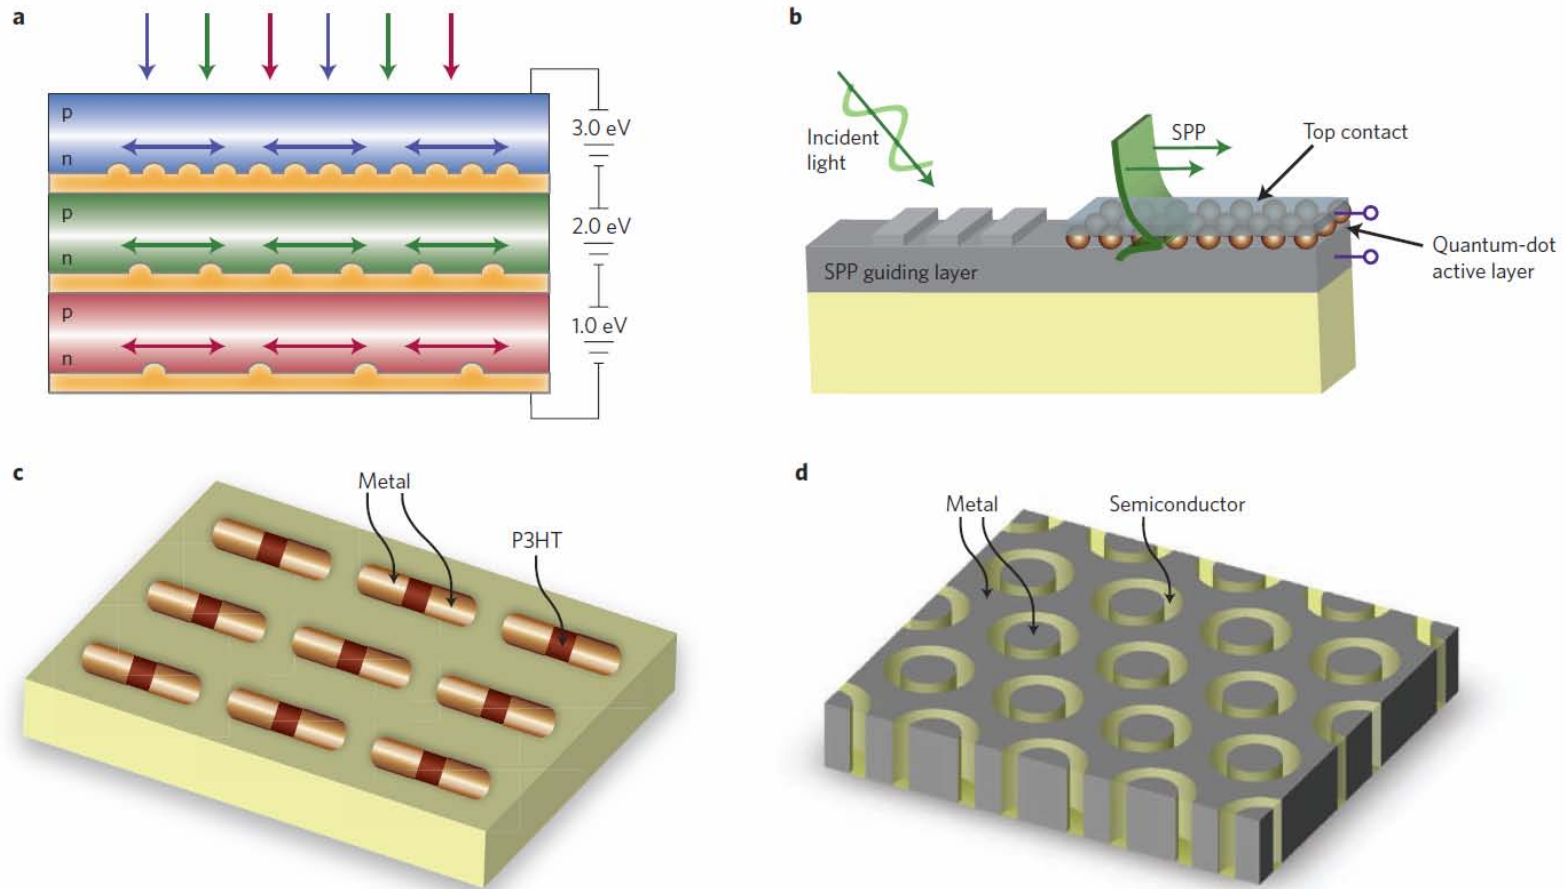 a
p
n
3.0 eV
p
n
2.0 eV
p
n
1.0 eV
b
Incident
light
SPP
Top contact
SPP guiding layer
Quantum-dot
active layer
c
Metal
P3HT
d
Metal
Semiconductor